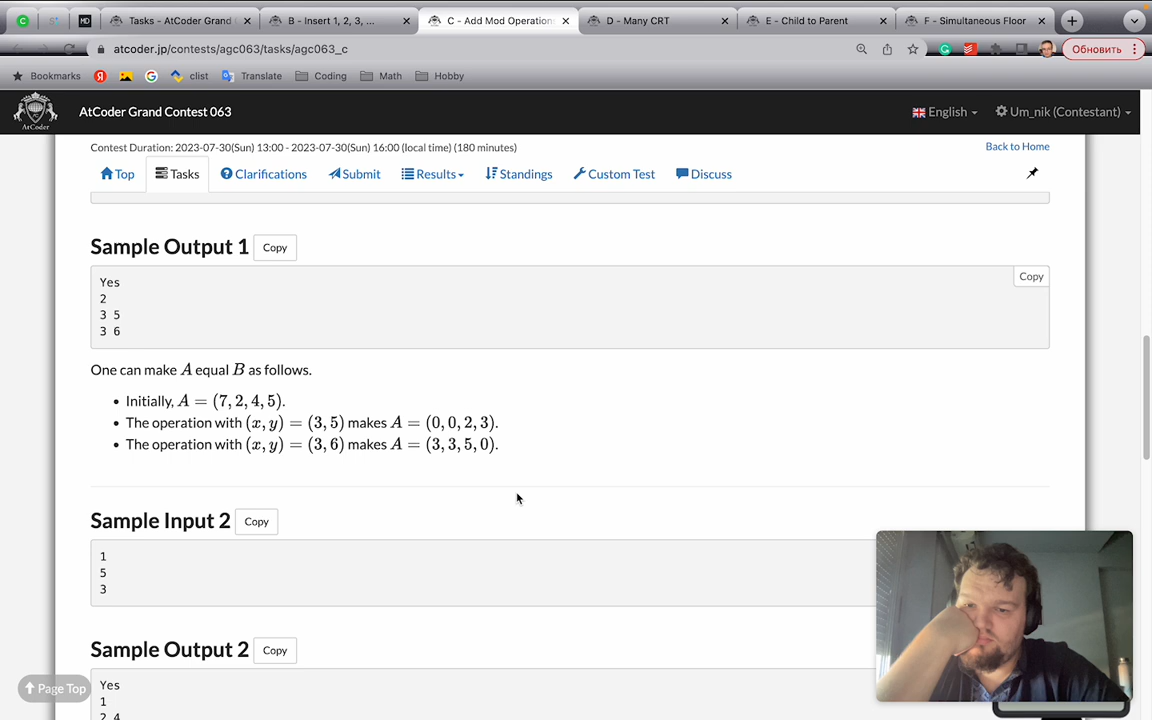 Tasks - AtCoder Grand
B - Insert 1, 2, 3, ...
C - Add Mod Operation
D - Many CRT
E - Child to Parent
F - Simultaneous Floor
atcoder.jp/contests/agc063/tasks/agc063_c
Обновить
Bookmarks
clist
Translate
Coding
Math
Hobby
AtCoder Grand Contest 063
English
Um_nik (Contestant)
AtCoder
Contest Duration: 2023-07-30(Sun) 13:00 - 2023-07-30(Sun) 16:00 (local time) (180 minutes)
Back to Home
Top
Tasks
Clarifications
Submit
Results
Standings
Custom Test
Discuss
Sample Output 1
Copy
Copy
Yes
2
3 5
3 6
One can make A equal B as follows.
• Initially, A = (7, 2, 4, 5).
• The operation with (x, y) = (3, 5) makes A = (0, 0, 2, 3).
• The operation with (x, y) = (3, 6) makes A = (3, 3, 5, 0).
Sample Input 2
Copy
1
5
3
Sample Output 2
Copy
Yes
1
2 4
Page Top